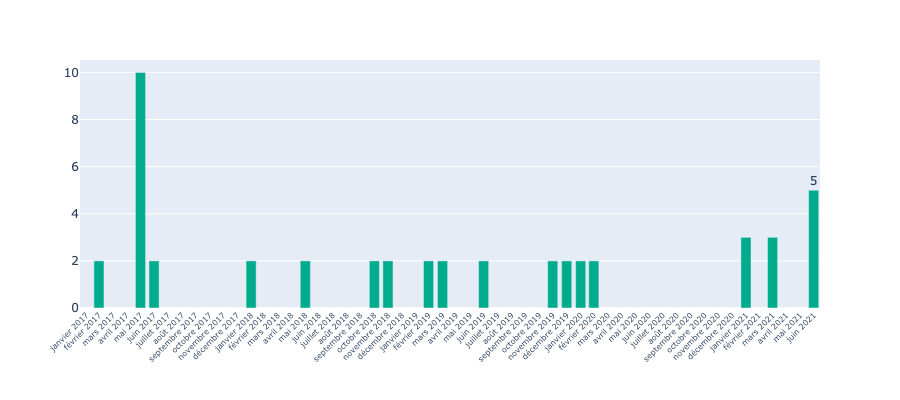 10
8
6
4
2
0
5
janvier 2017
février 2017
mars 2017
avril 2017
mai 2017
juin 2017
juillet 2017
août 2017
septembre 2017
octobre 2017
novembre 2017
décembre 2017
janvier 2018
février 2018
mars 2018
avril 2018
mai 2018
juin 2018
juillet 2018
août 2018
septembre 2018
octobre 2018
novembre 2018
décembre 2018
janvier 2019
février 2019
mars 2019
avril 2019
mai 2019
juin 2019
juillet 2019
août 2019
septembre 2019
octobre 2019
novembre 2019
décembre 2019
janvier 2020
février 2020
mars 2020
avril 2020
mai 2020
juin 2020
juillet 2020
août 2020
septembre 2020
octobre 2020
novembre 2020
décembre 2020
janvier 2021
février 2021
mars 2021
avril 2021
mai 2021
juin 2021